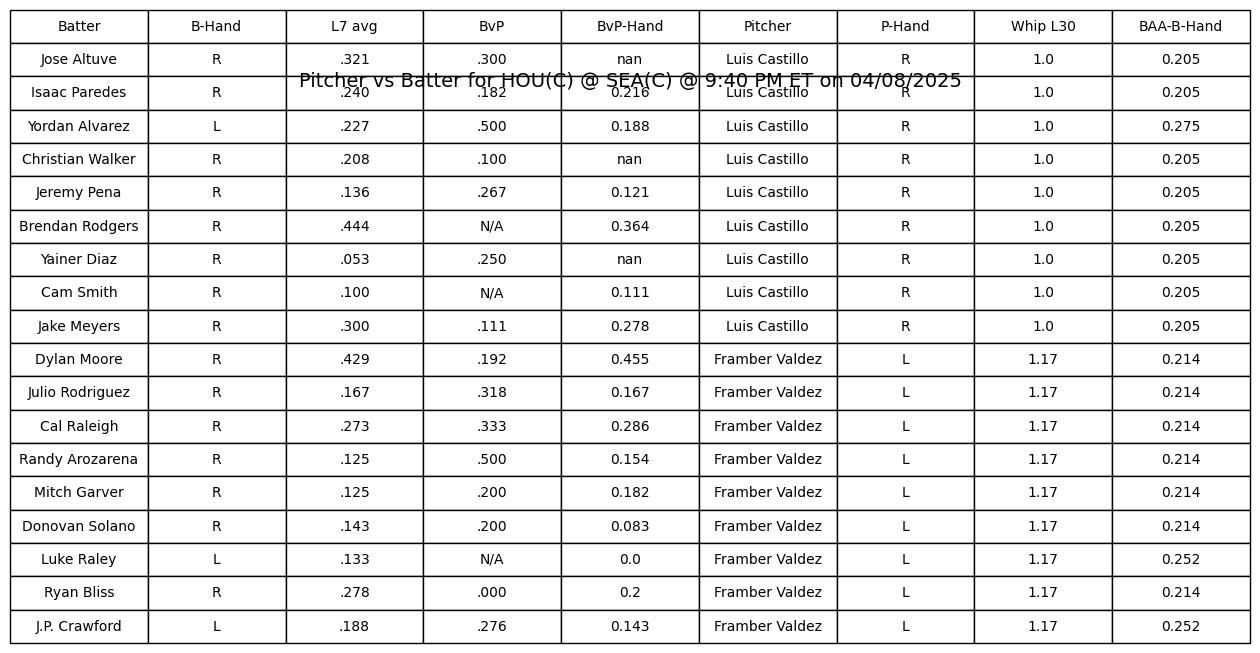 Batter B-Hand L7 avg BvP BvP-Hand Pitcher P-Hand Whip L30 BAA-B-Hand
Jose Altuve R .321 .300 nan Luis Castillo R 1.0 0.205
Pitcher vs Batter for HOU(C) @ SEA(C) @ 9:40 PM ET on 04/08/2025
Isaac Paredes R .240 .182 0.216 Luis Castillo R 1.0 0.205
Yordan Alvarez L .227 .500 0.188 Luis Castillo R 1.0 0.275
Christian Walker R .208 .100 nan Luis Castillo R 1.0 0.205
Jeremy Pena R .136 .267 0.121 Luis Castillo R 1.0 0.205
Brendan Rodgers R .444 N/A 0.364 Luis Castillo R 1.0 0.205
Yainer Diaz R .053 .250 nan Luis Castillo R 1.0 0.205
Cam Smith R .100 N/A 0.111 Luis Castillo R 1.0 0.205
Jake Meyers R .300 .111 0.278 Luis Castillo R 1.0 0.205
Dylan Moore R .429 .192 0.455 Framber Valdez L 1.17 0.214
Julio Rodriguez R .167 .318 0.167 Framber Valdez L 1.17 0.214
Cal Raleigh R .273 .333 0.286 Framber Valdez L 1.17 0.214
Randy Arozarena R .125 .500 0.154 Framber Valdez L 1.17 0.214
Mitch Garver R .125 .200 0.182 Framber Valdez L 1.17 0.214
Donovan Solano R .143 .200 0.083 Framber Valdez L 1.17 0.214
Luke Raley L .133 N/A 0.0 Framber Valdez L 1.17 0.252
Ryan Bliss R .278 .000 0.2 Framber Valdez L 1.17 0.214
J.P. Crawford L .188 .276 0.143 Framber Valdez L 1.17 0.252